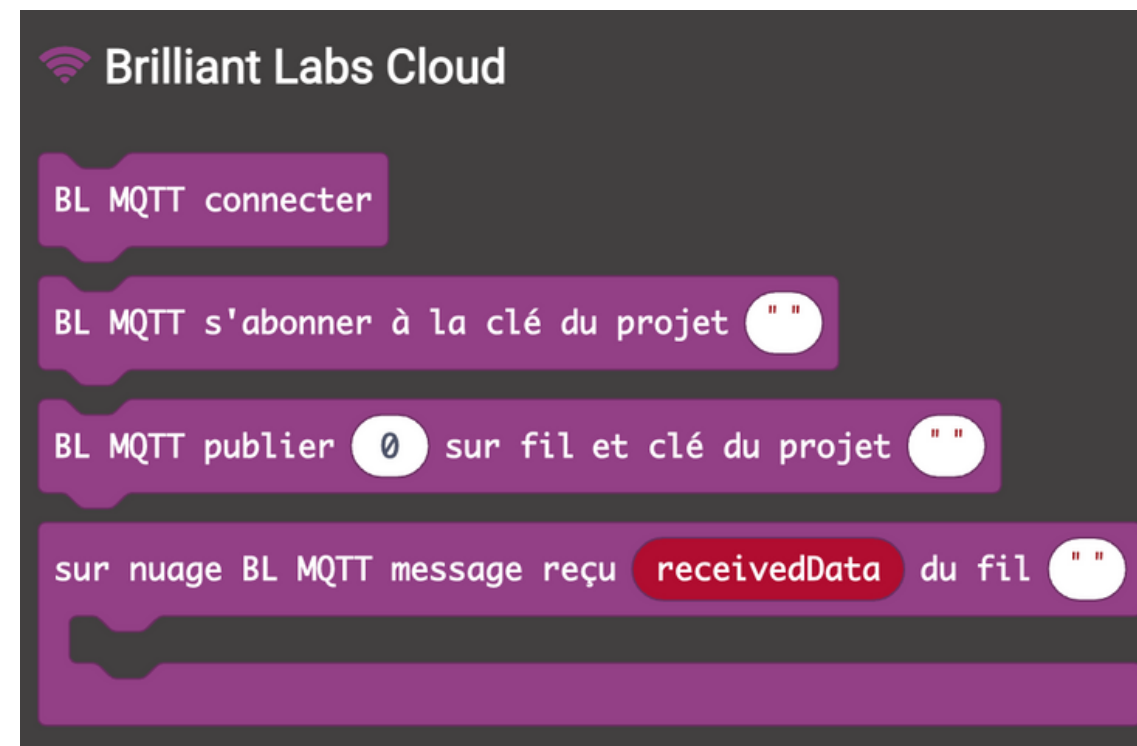 Brilliant Labs Cloud
BL MQTT connecter
BL MQTT s'abonner à la clé du projet " "
BL MQTT publier 0 sur fil et clé du projet " "
sur nuage BL MQTT message reçu receivedData du fil " "